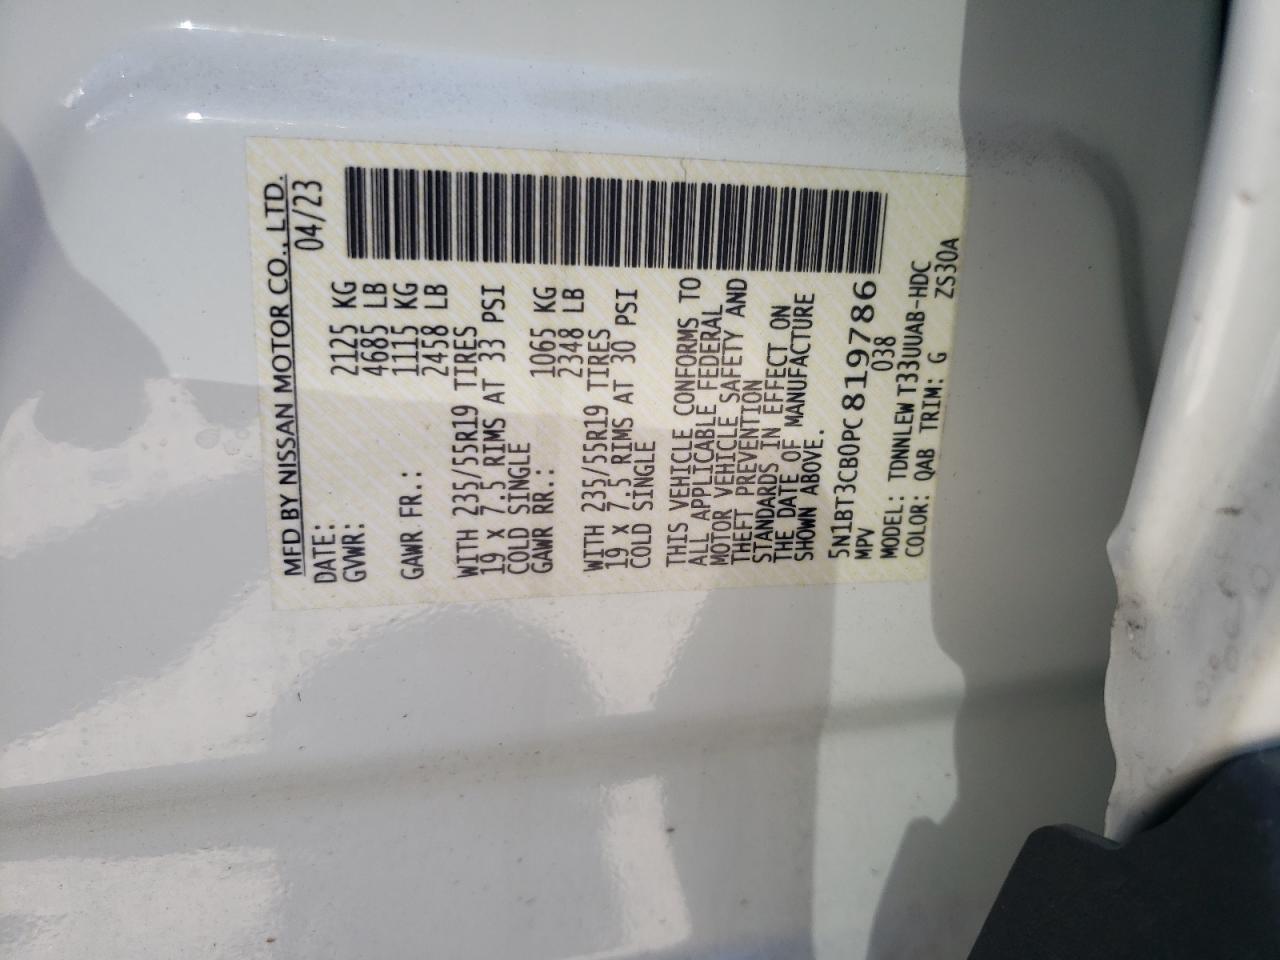 MFD BY NISSAN MOTOR CO., LTD.
DATE: 04/23
GVWR: 2125 KG
4685 LB
GAWR FR.: 1115 KG
2458 LB
WITH 235/55R19 TIRES
19 X 7.5 RIMS AT 33 PSI
COLD SINGLE
GAWR RR.: 1065 KG
2348 LB
WITH 235/55R19 TIRES
19 X 7.5 RIMS AT 30 PSI
COLD SINGLE
THIS VEHICLE CONFORMS TO
ALL APPLICABLE FEDERAL
MOTOR VEHICLE SAFETY AND
THEFT PREVENTION
STANDARDS IN EFFECT ON
THE DATE OF MANUFACTURE
SHOWN ABOVE.
5N1BT3CB0PC819786
MPV 038
MODEL: TDNNLEW T33UUAB-HDC
COLOR: QAB TRIM: G ZS30A